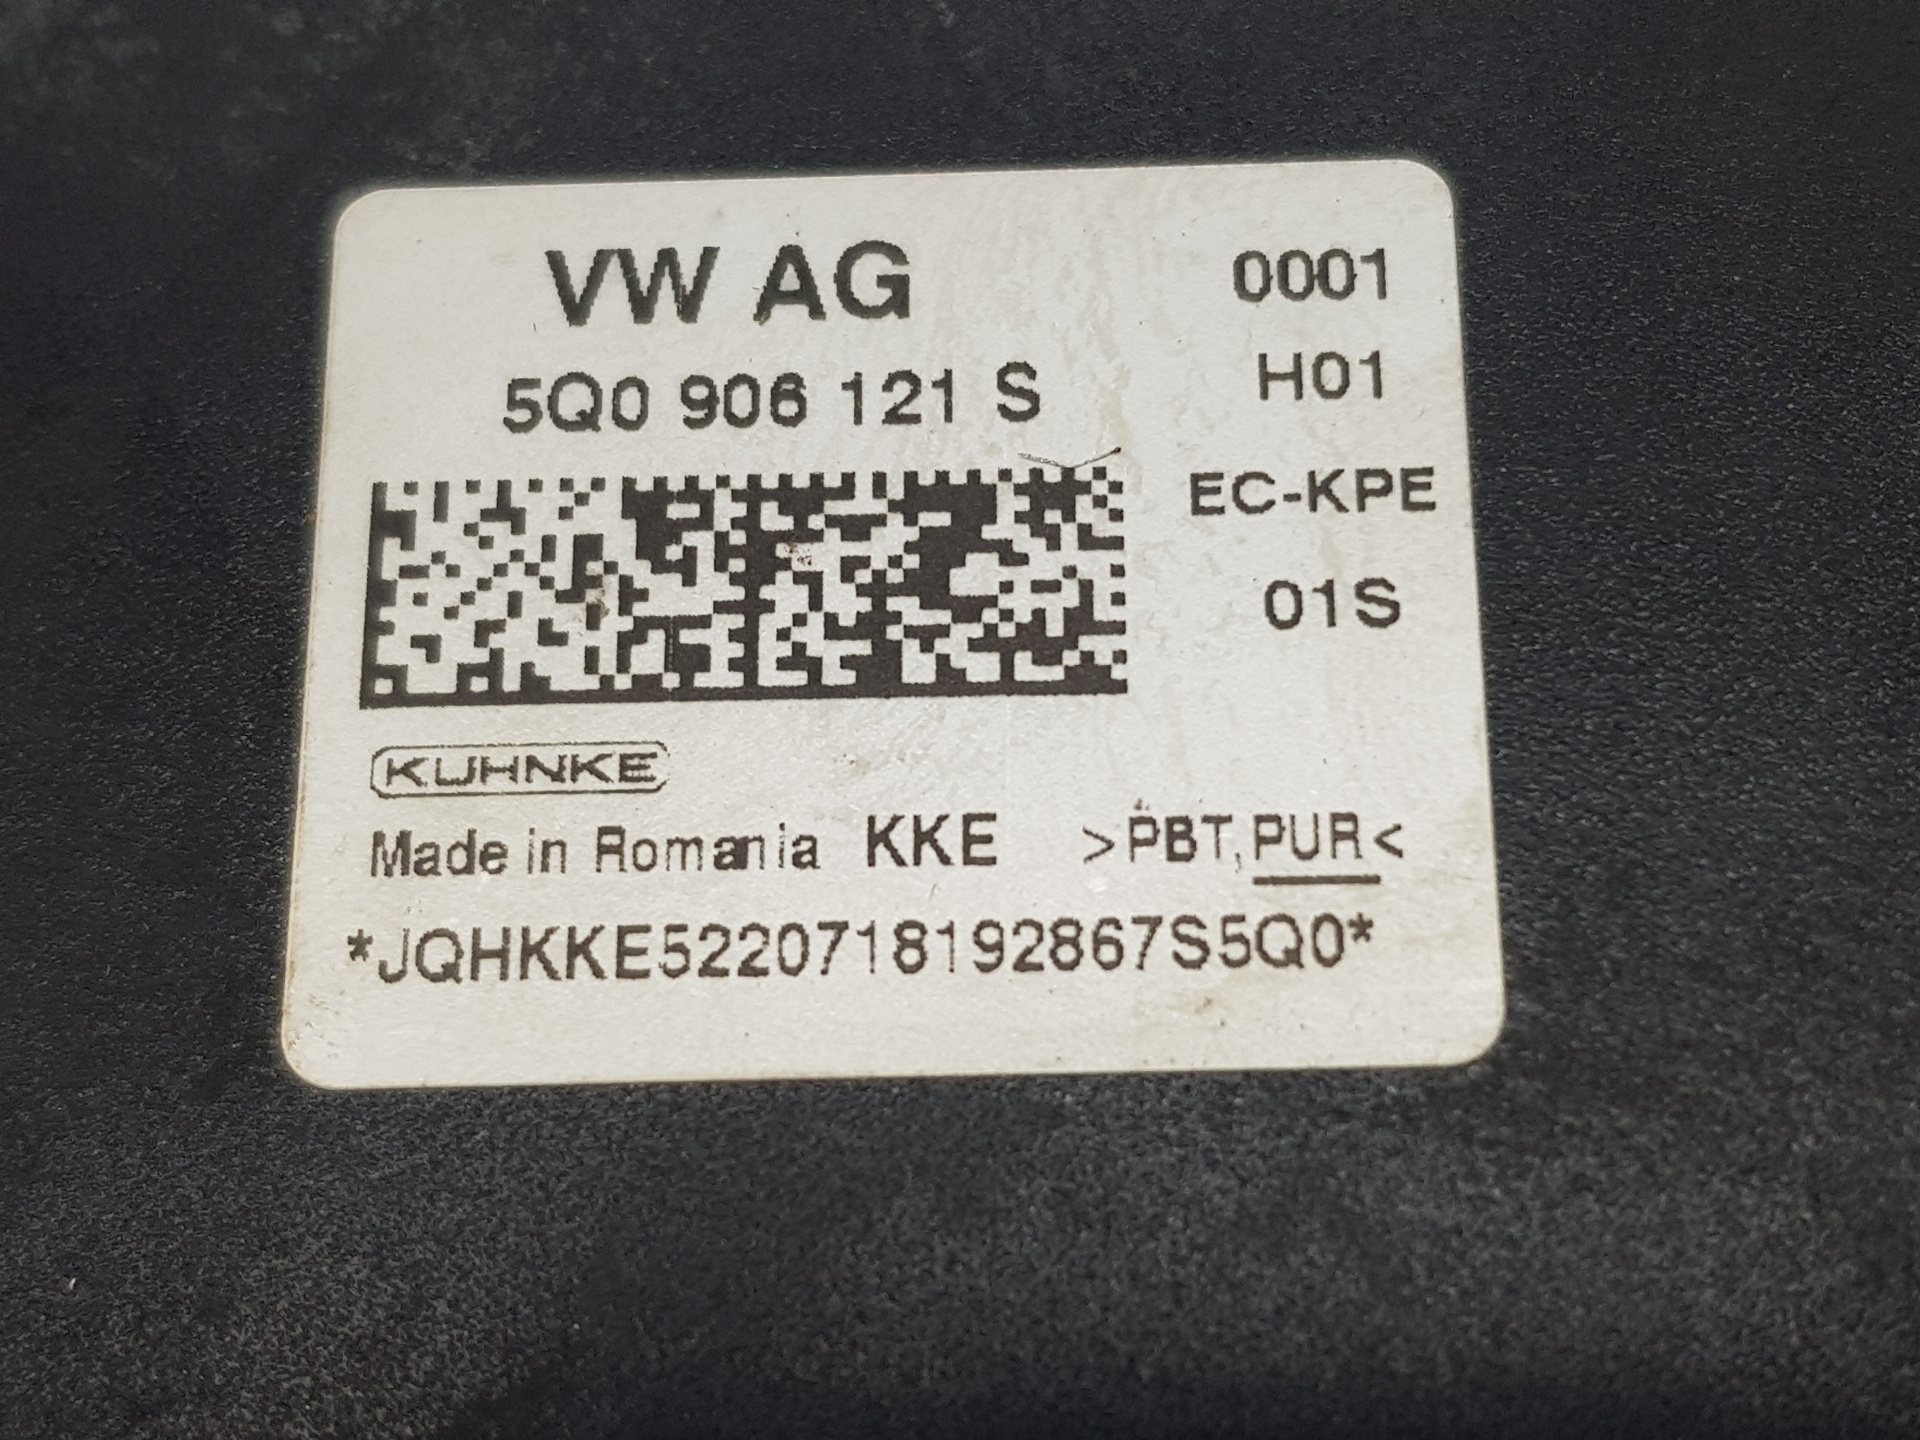 VW AG 0001
5Q0 906 121 S H01
EC-KPE
01S
KUHNKE
Made in Romania KKE >PBT,PUR<
*JQHKKE5220718192867S5Q0*